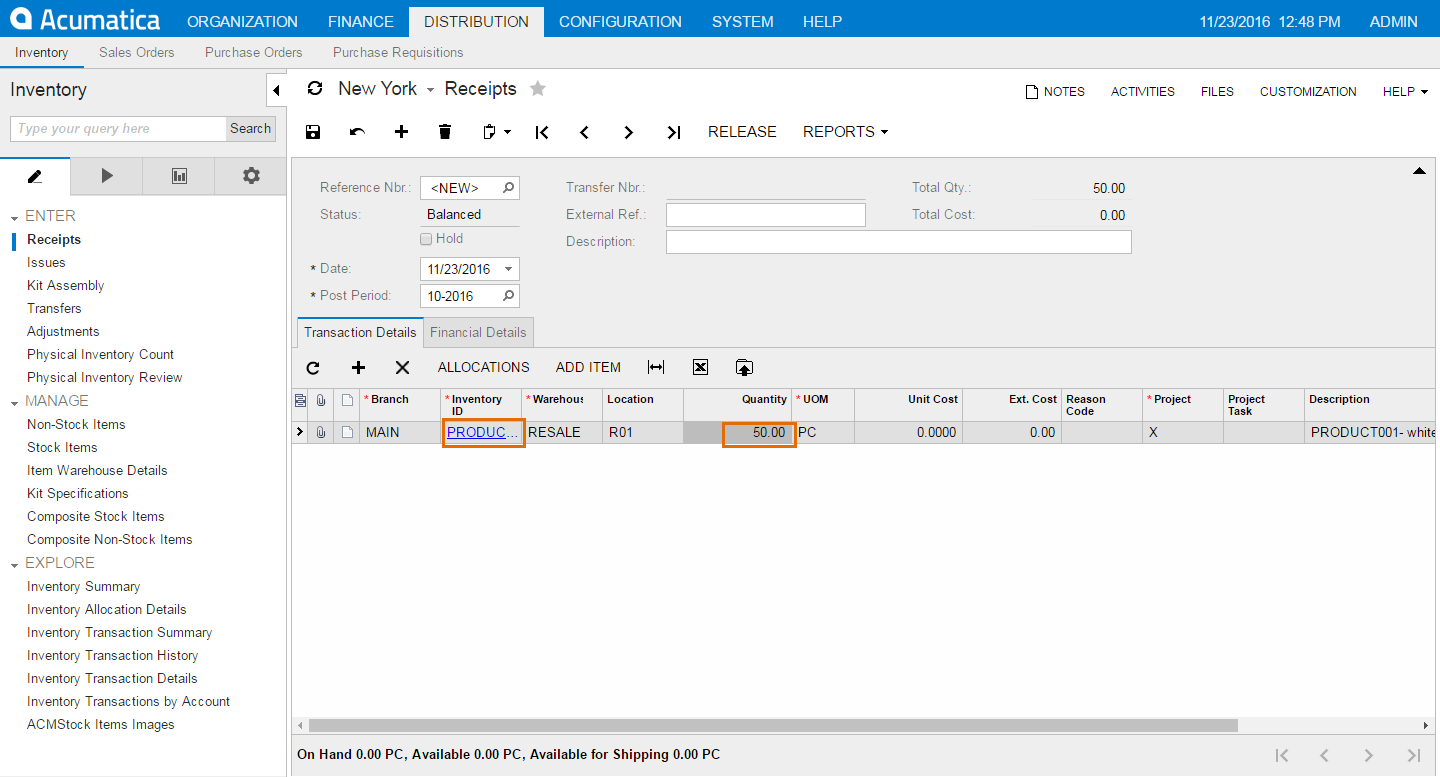 Acumatica ORGANIZATION FINANCE DISTRIBUTION CONFIGURATION SYSTEM HELP 11/23/2016 12:48 PM ADMIN
Inventory Sales Orders Purchase Orders Purchase Requisitions
Inventory
Type your query here Search
ENTER
Receipts
Issues
Kit Assembly
Transfers
Adjustments
Physical Inventory Count
Physical Inventory Review
MANAGE
Non-Stock Items
Stock Items
Item Warehouse Details
Kit Specifications
Composite Stock Items
Composite Non-Stock Items
EXPLORE
Inventory Summary
Inventory Allocation Details
Inventory Transaction Summary
Inventory Transaction History
Inventory Transaction Details
Inventory Transactions by Account
ACMStock Items Images
New York Receipts
NOTES ACTIVITIES FILES CUSTOMIZATION HELP
RELEASE REPORTS
Reference Nbr.: <NEW> Transfer Nbr.: Total Qty.: 50.00
Status: Balanced External Ref.: Total Cost: 0.00
Hold Description:
* Date: 11/23/2016
* Post Period: 10-2016
Transaction Details Financial Details
ALLOCATIONS ADD ITEM
* Branch * Inventory ID * Warehous Location Quantity * UOM Unit Cost Ext. Cost Reason Code * Project Project Task Description
MAIN PRODUC... RESALE R01 50.00 PC 0.0000 0.00 X PRODUCT001- white
On Hand 0.00 PC, Available 0.00 PC, Available for Shipping 0.00 PC